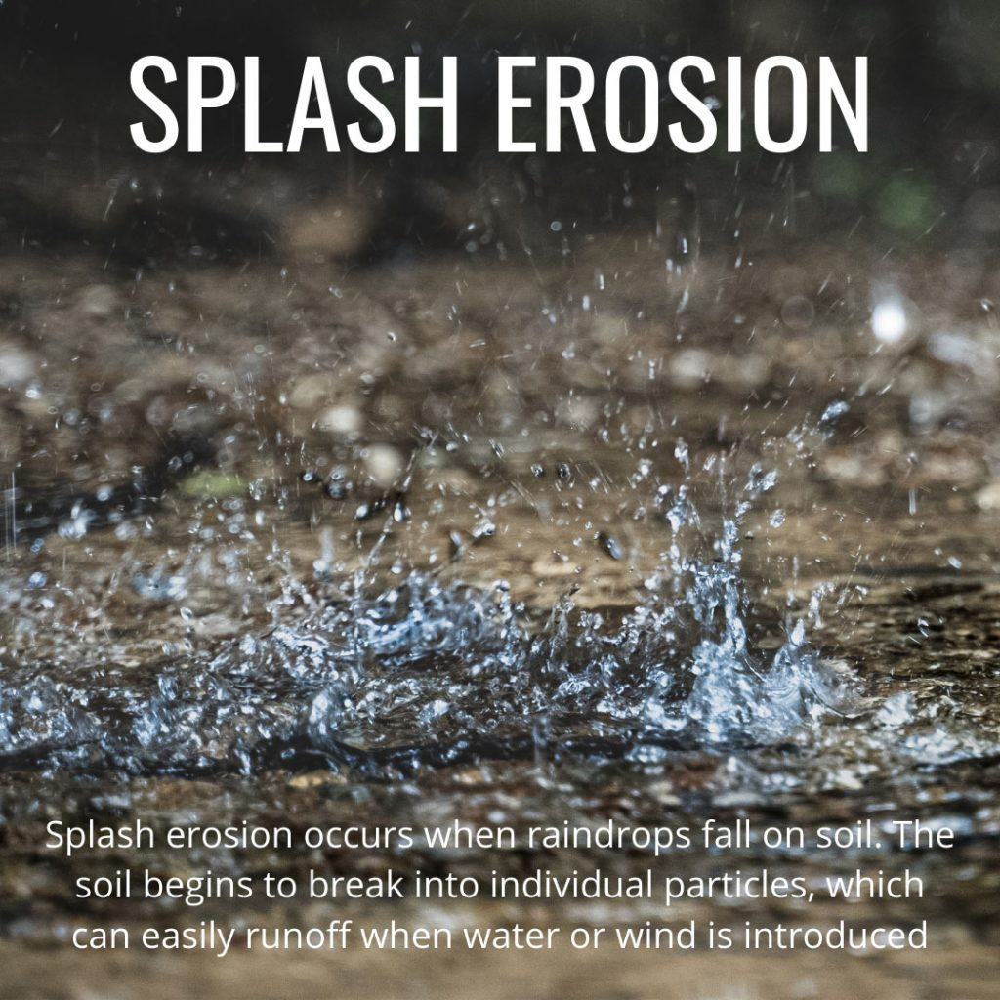 SPLASH EROSION
Splash erosion occurs when raindrops fall on soil. The
soil begins to break into individual particles, which
can easily runoff when water or wind is introduced